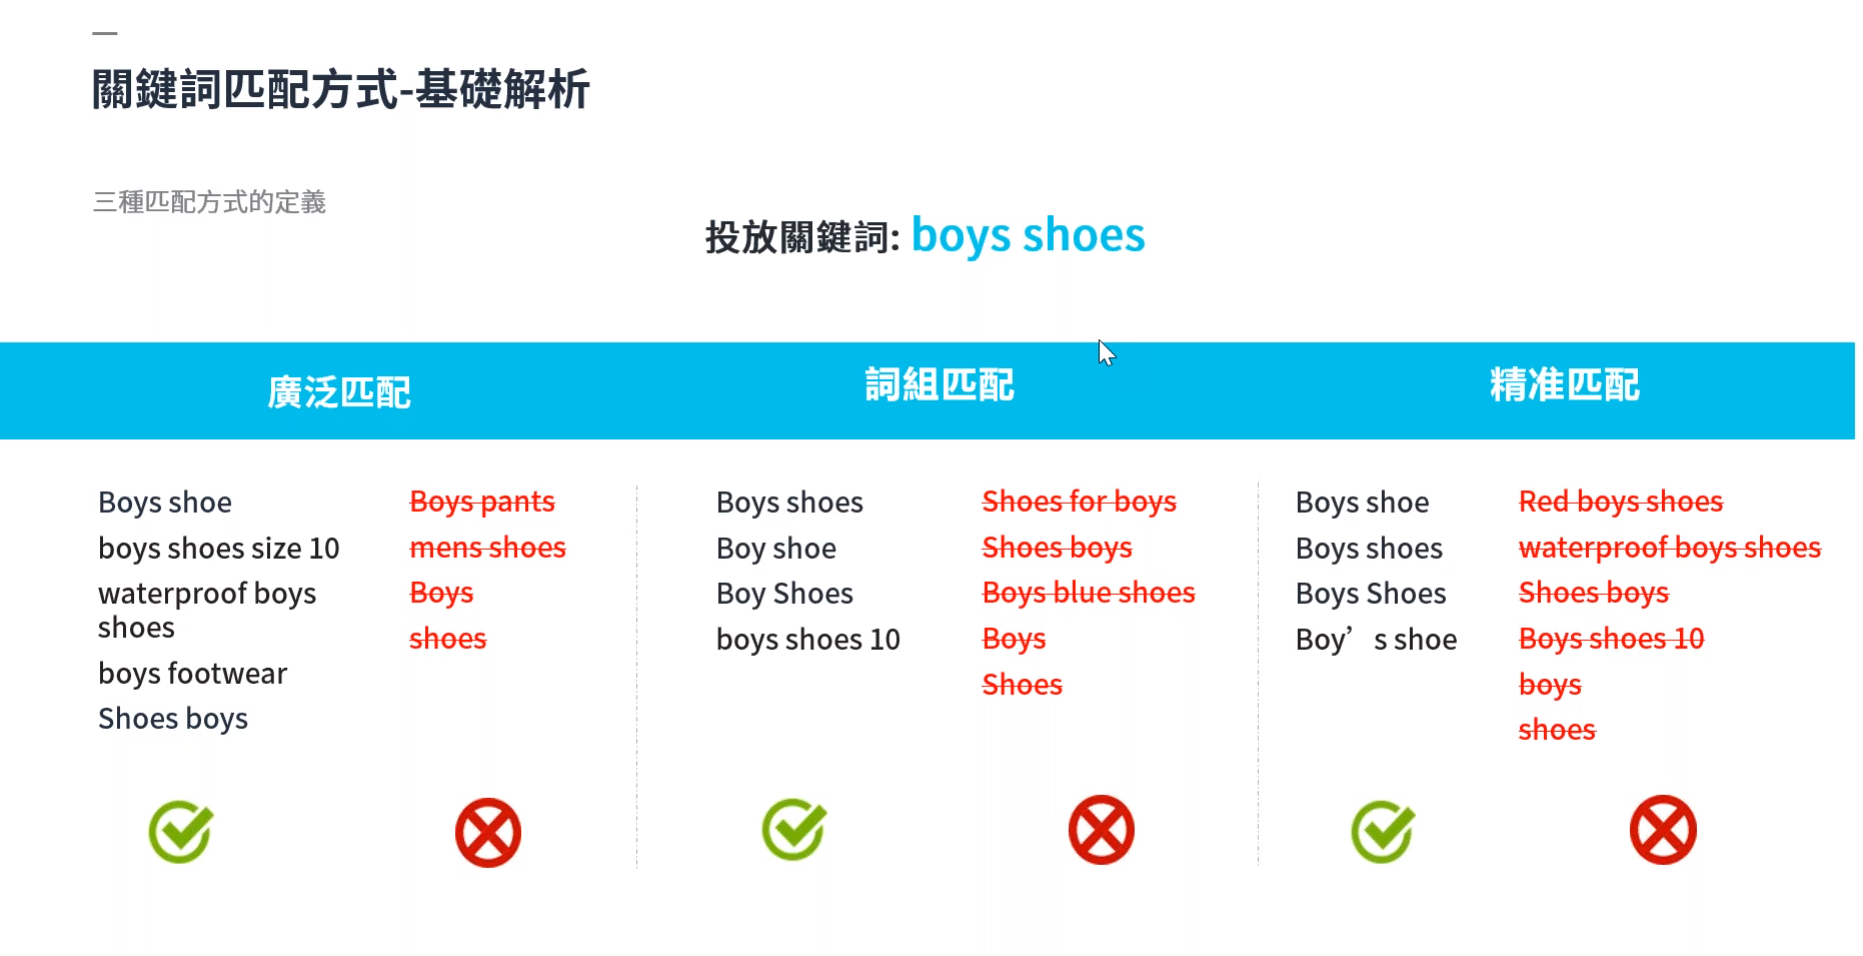 關鍵詞匹配方式-基礎解析
三種匹配方式的定義
投放關鍵詞: boys shoes
廣泛匹配
詞組匹配
精准匹配
Boys shoe
boys shoes size 10
waterproof boys
shoes
boys footwear
Shoes boys
Boys pants
mens shoes
Boys
shoes
Boys shoes
Boy shoe
Boy Shoes
boys shoes 10
Shoes for boys
Shoes boys
Boys blue shoes
Boys
Shoes
Boys shoe
Boys shoes
Boys Shoes
Boy’s shoe
Red boys shoes
waterproof boys shoes
Shoes boys
Boys shoes 10
boys
shoes